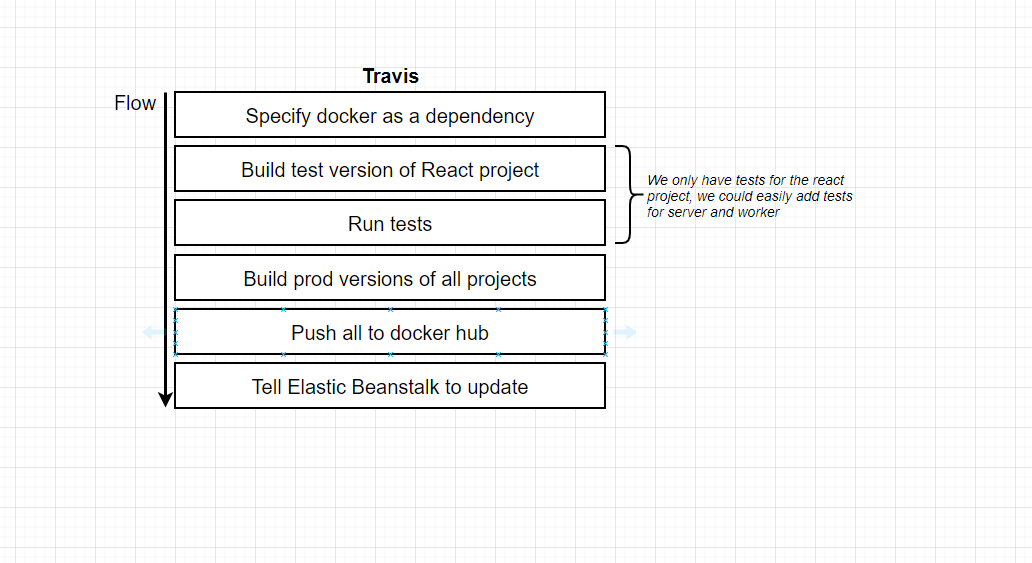 Travis
Flow
Specify docker as a dependency
Build test version of React project
We only have tests for the react
project, we could easily add tests
for server and worker
Run tests
Build prod versions of all projects
Push all to docker hub
Tell Elastic Beanstalk to update